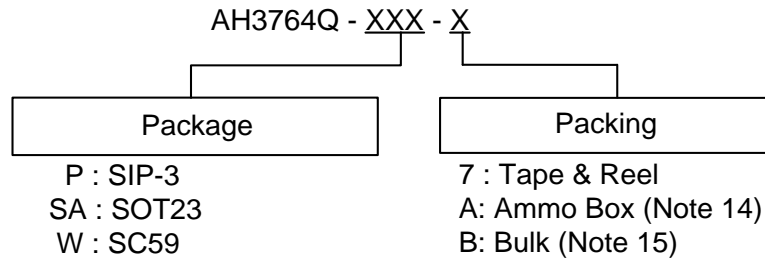 AH3764Q - XXX - X
Package
P : SIP-3
SA : SOT23
W : SC59
Packing
7 : Tape & Reel
A: Ammo Box (Note 14)
B: Bulk (Note 15)